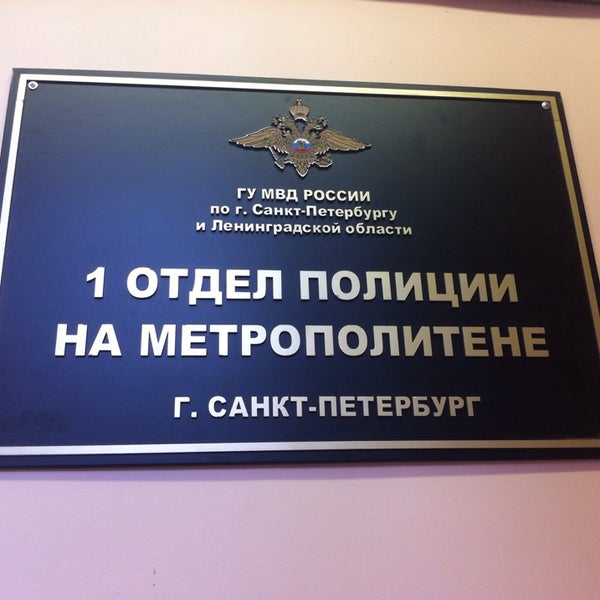 ГУ МВД РОССИИ
по г. Санкт-Петербургу
и Ленинградской области
1 ОТДЕЛ ПОЛИЦИИ
НА МЕТРОПОЛИТЕНЕ
Г. САНКТ-ПЕТЕРБУРГ